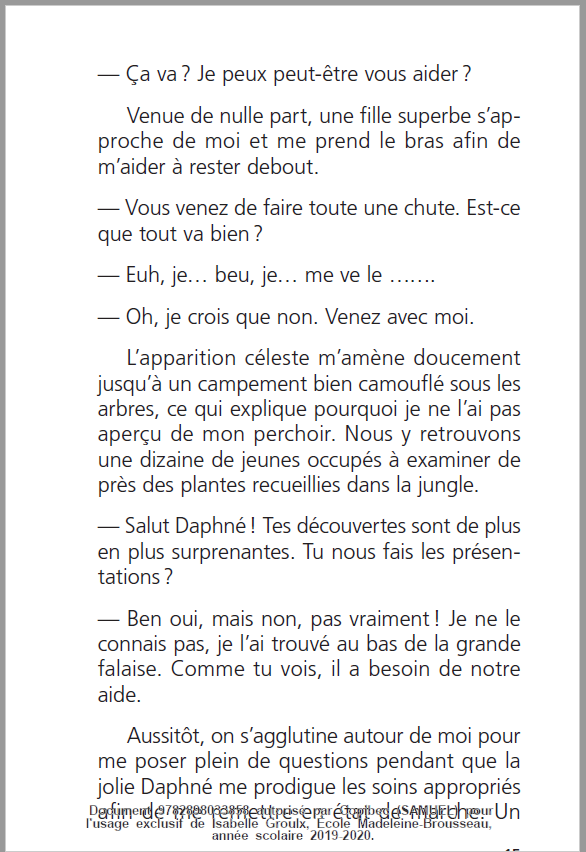 — Ça va ? Je peux peut-être vous aider ?
Venue de nulle part, une fille superbe s’ap-
proche de moi et me prend le bras afin de
m’aider à rester debout.
— Vous venez de faire toute une chute. Est-ce
que tout va bien ?
— Euh, je… beu, je… me ve le …….
— Oh, je crois que non. Venez avec moi.
L’apparition céleste m’amène doucement
jusqu’à un campement bien camouflé sous les
arbres, ce qui explique pourquoi je ne l’ai pas
aperçu de mon perchoir. Nous y retrouvons
une dizaine de jeunes occupés à examiner de
près des plantes recueillies dans la jungle.
— Salut Daphné ! Tes découvertes sont de plus
en plus surprenantes. Tu nous fais les présen-
tations ?
— Ben oui, mais non, pas vraiment ! Je ne le
connais pas, je l’ai trouvé au bas de la grande
falaise. Comme tu vois, il a besoin de notre
aide.
Aussitôt, on s’agglutine autour de moi pour
me poser plein de questions pendant que la
jolie Daphné me prodigue les soins appropriés
afin de me remettre en état de marche. Un
Document 9782898033858 autorisé par Copibec (SAMUEL) pour
l'usage exclusif de Isabelle Groulx, École Madeleine-Brousseau,
année scolaire 2019-2020.